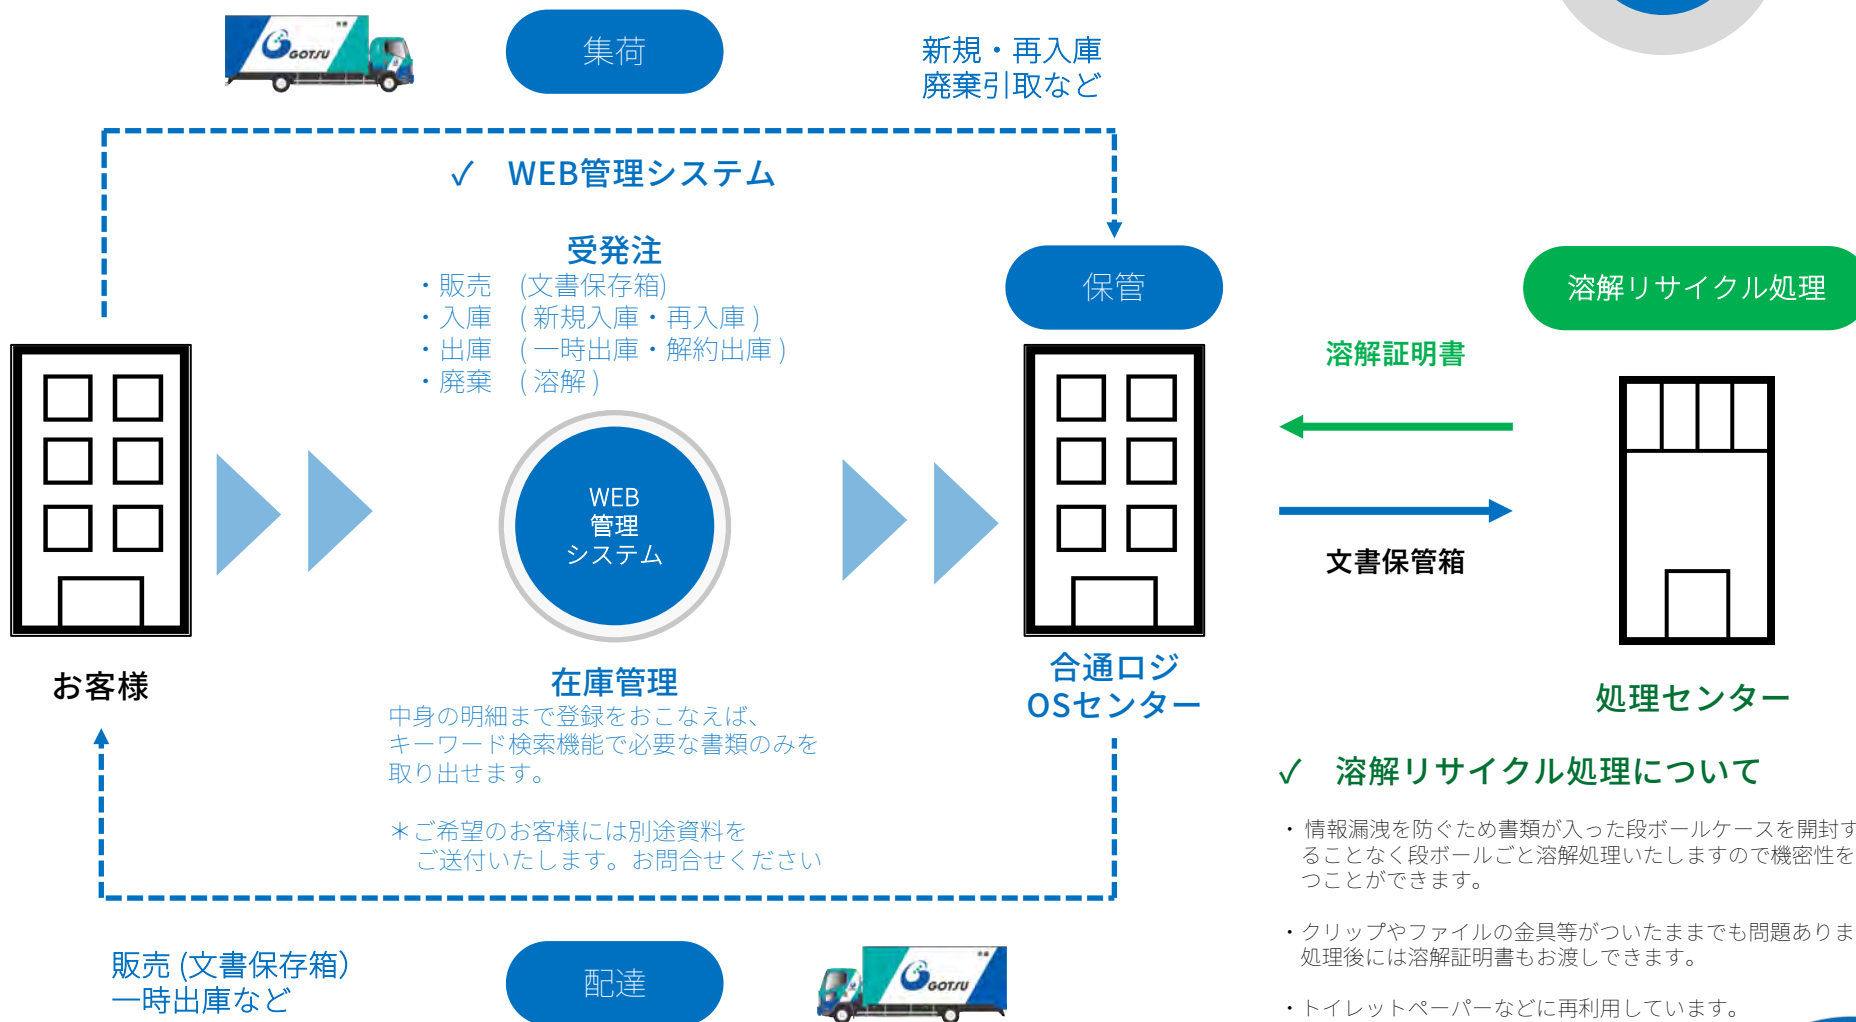 GOTSU
集荷
新規・再入庫
廃棄引取など
✓ WEB管理システム
受発注
・販売 (文書保存箱)
・入庫 (新規入庫・再入庫)
・出庫 (一時出庫・解約出庫)
・廃棄 (溶解)
WEB
管理
システム
在庫管理
中身の明細まで登録をおこなえば、
キーワード検索機能で必要な書類のみを
取り出せます。
＊ご希望のお客様には別途資料を
ご送付いたします。お問合せください
お客様
保管
合通ロジ
OSセンター
溶解リサイクル処理
溶解証明書
文書保管箱
処理センター
✓ 溶解リサイクル処理について
・情報漏洩を防ぐため書類が入った段ボールケースを開封す
ることなく段ボールごと溶解処理いたしますので機密性を
つことができます。
・クリップやファイルの金具等がついたままでも問題ありま
処理後には溶解証明書もお渡しできます。
・トイレットペーパーなどに再利用しています。
販売 (文書保存箱）
一時出庫など
配達
GOTSU